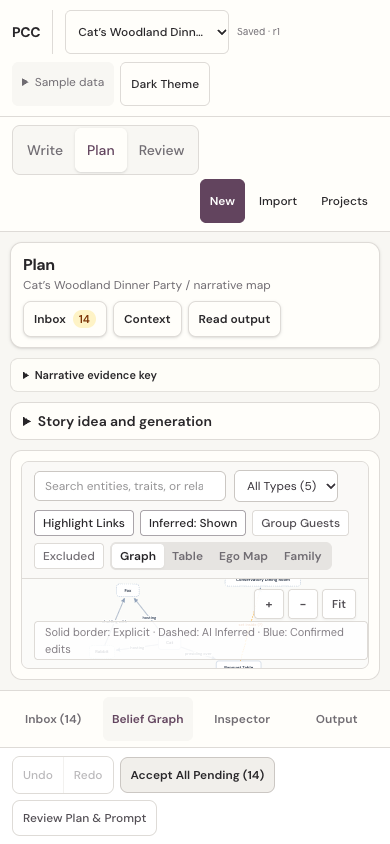 PCC
Cat's Woodland Dinn...
Saved · r1
Sample data
Dark Theme
Write
Plan
Review
New
Import
Projects
Plan
Cat's Woodland Dinner Party / narrative map
Inbox 14
Context
Read output
Narrative evidence key
Story idea and generation
Search entities, traits, or rela
All Types (5)
Highlight Links
Inferred: Shown
Group Guests
Excluded
Graph
Table
Ego Map
Family
Conservatory Dining Room
Fox
+
−
Fit
hosting
Solid border: Explicit · Dashed: AI Inferred · Blue: Confirmed
edits
Banquet Table
Inbox (14)
Belief Graph
Inspector
Output
Undo
Redo
Accept All Pending (14)
Review Plan & Prompt